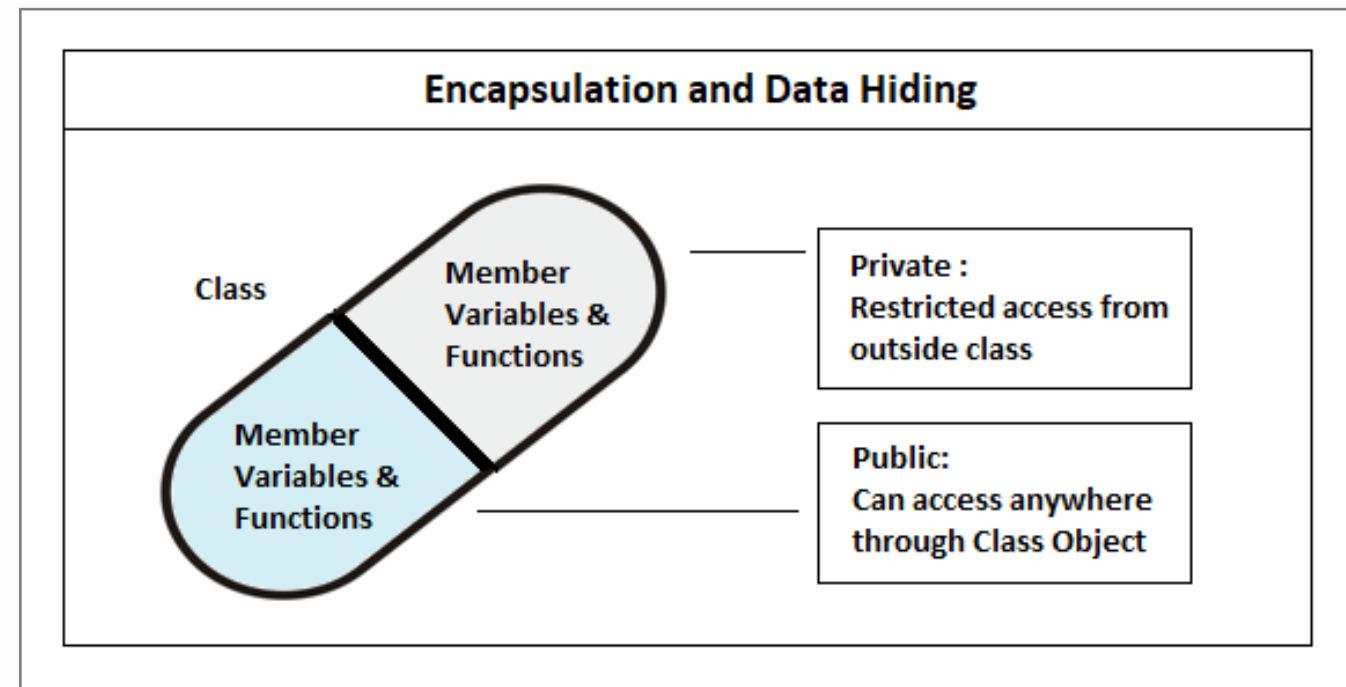 Encapsulation and Data Hiding
Class
Member
Variables &
Functions
Member
Variables &
Functions
Private :
Restricted access from
outside class
Public:
Can access anywhere
through Class Object